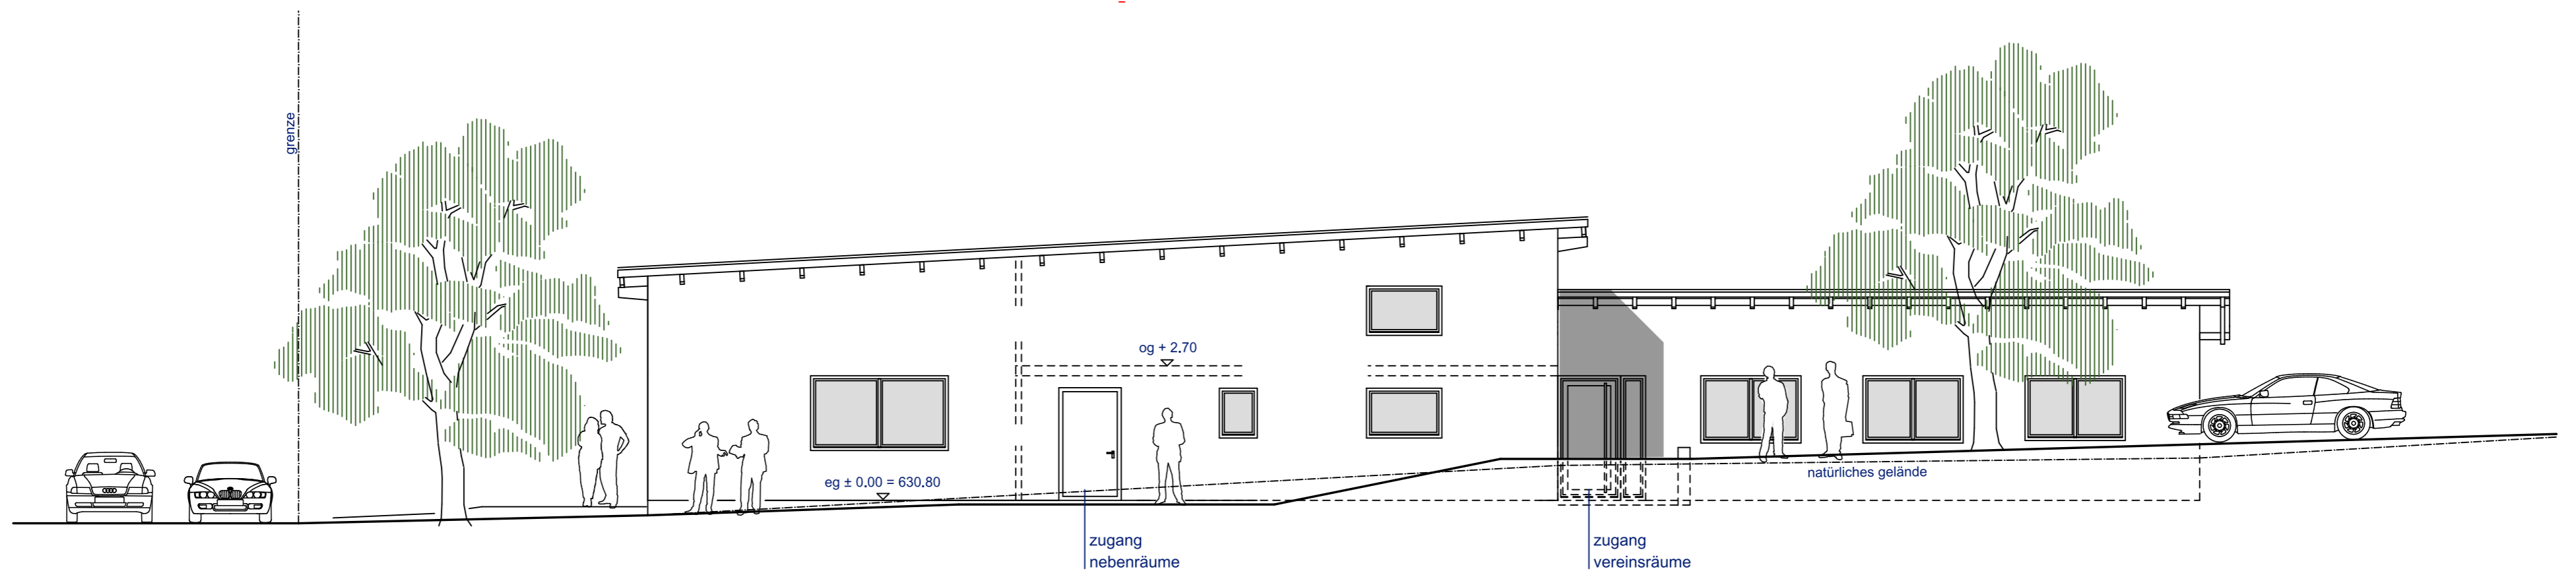 grenze
og + 2.70
eg ± 0.00 = 630.80
natürliches gelände
zugang
nebenräume
zugang
vereinsräume